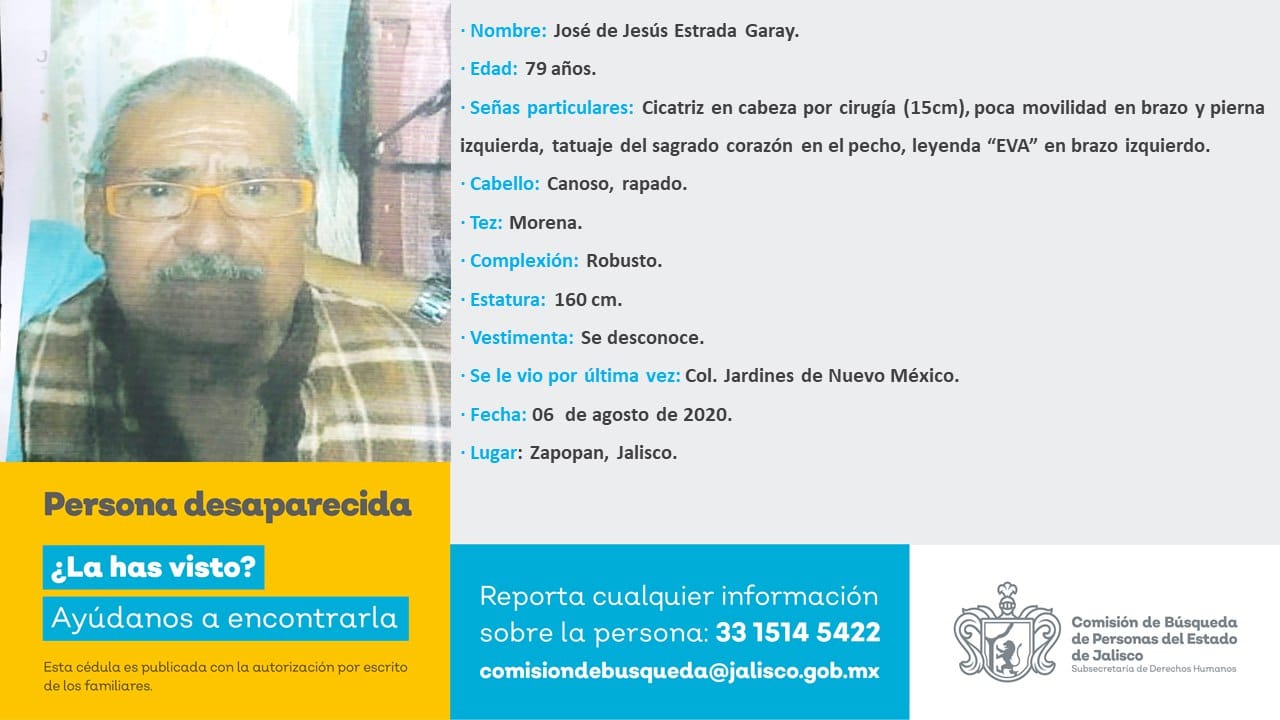 · Nombre: José de Jesús Estrada Garay.
· Edad: 79 años.
· Señas particulares: Cicatriz en cabeza por cirugía (15cm), poca movilidad en brazo y pierna
izquierda, tatuaje del sagrado corazón en el pecho, leyenda “EVA” en brazo izquierdo.
· Cabello: Canoso, rapado.
· Tez: Morena.
· Complexión: Robusto.
· Estatura: 160 cm.
· Vestimenta: Se desconoce.
· Se le vio por última vez: Col. Jardines de Nuevo México.
· Fecha: 06 de agosto de 2020.
· Lugar: Zapopan, Jalisco.
Persona desaparecida
¿La has visto?
Ayúdanos a encontrarla
Esta cédula es publicada con la autorización por escrito
de los familiares.
Reporta cualquier información
sobre la persona: 33 1514 5422
comisiondebusqueda@jalisco.gob.mx
Comisión de Búsqueda
de Personas del Estado
de Jalisco
Subsecretaría de Derechos Humanos